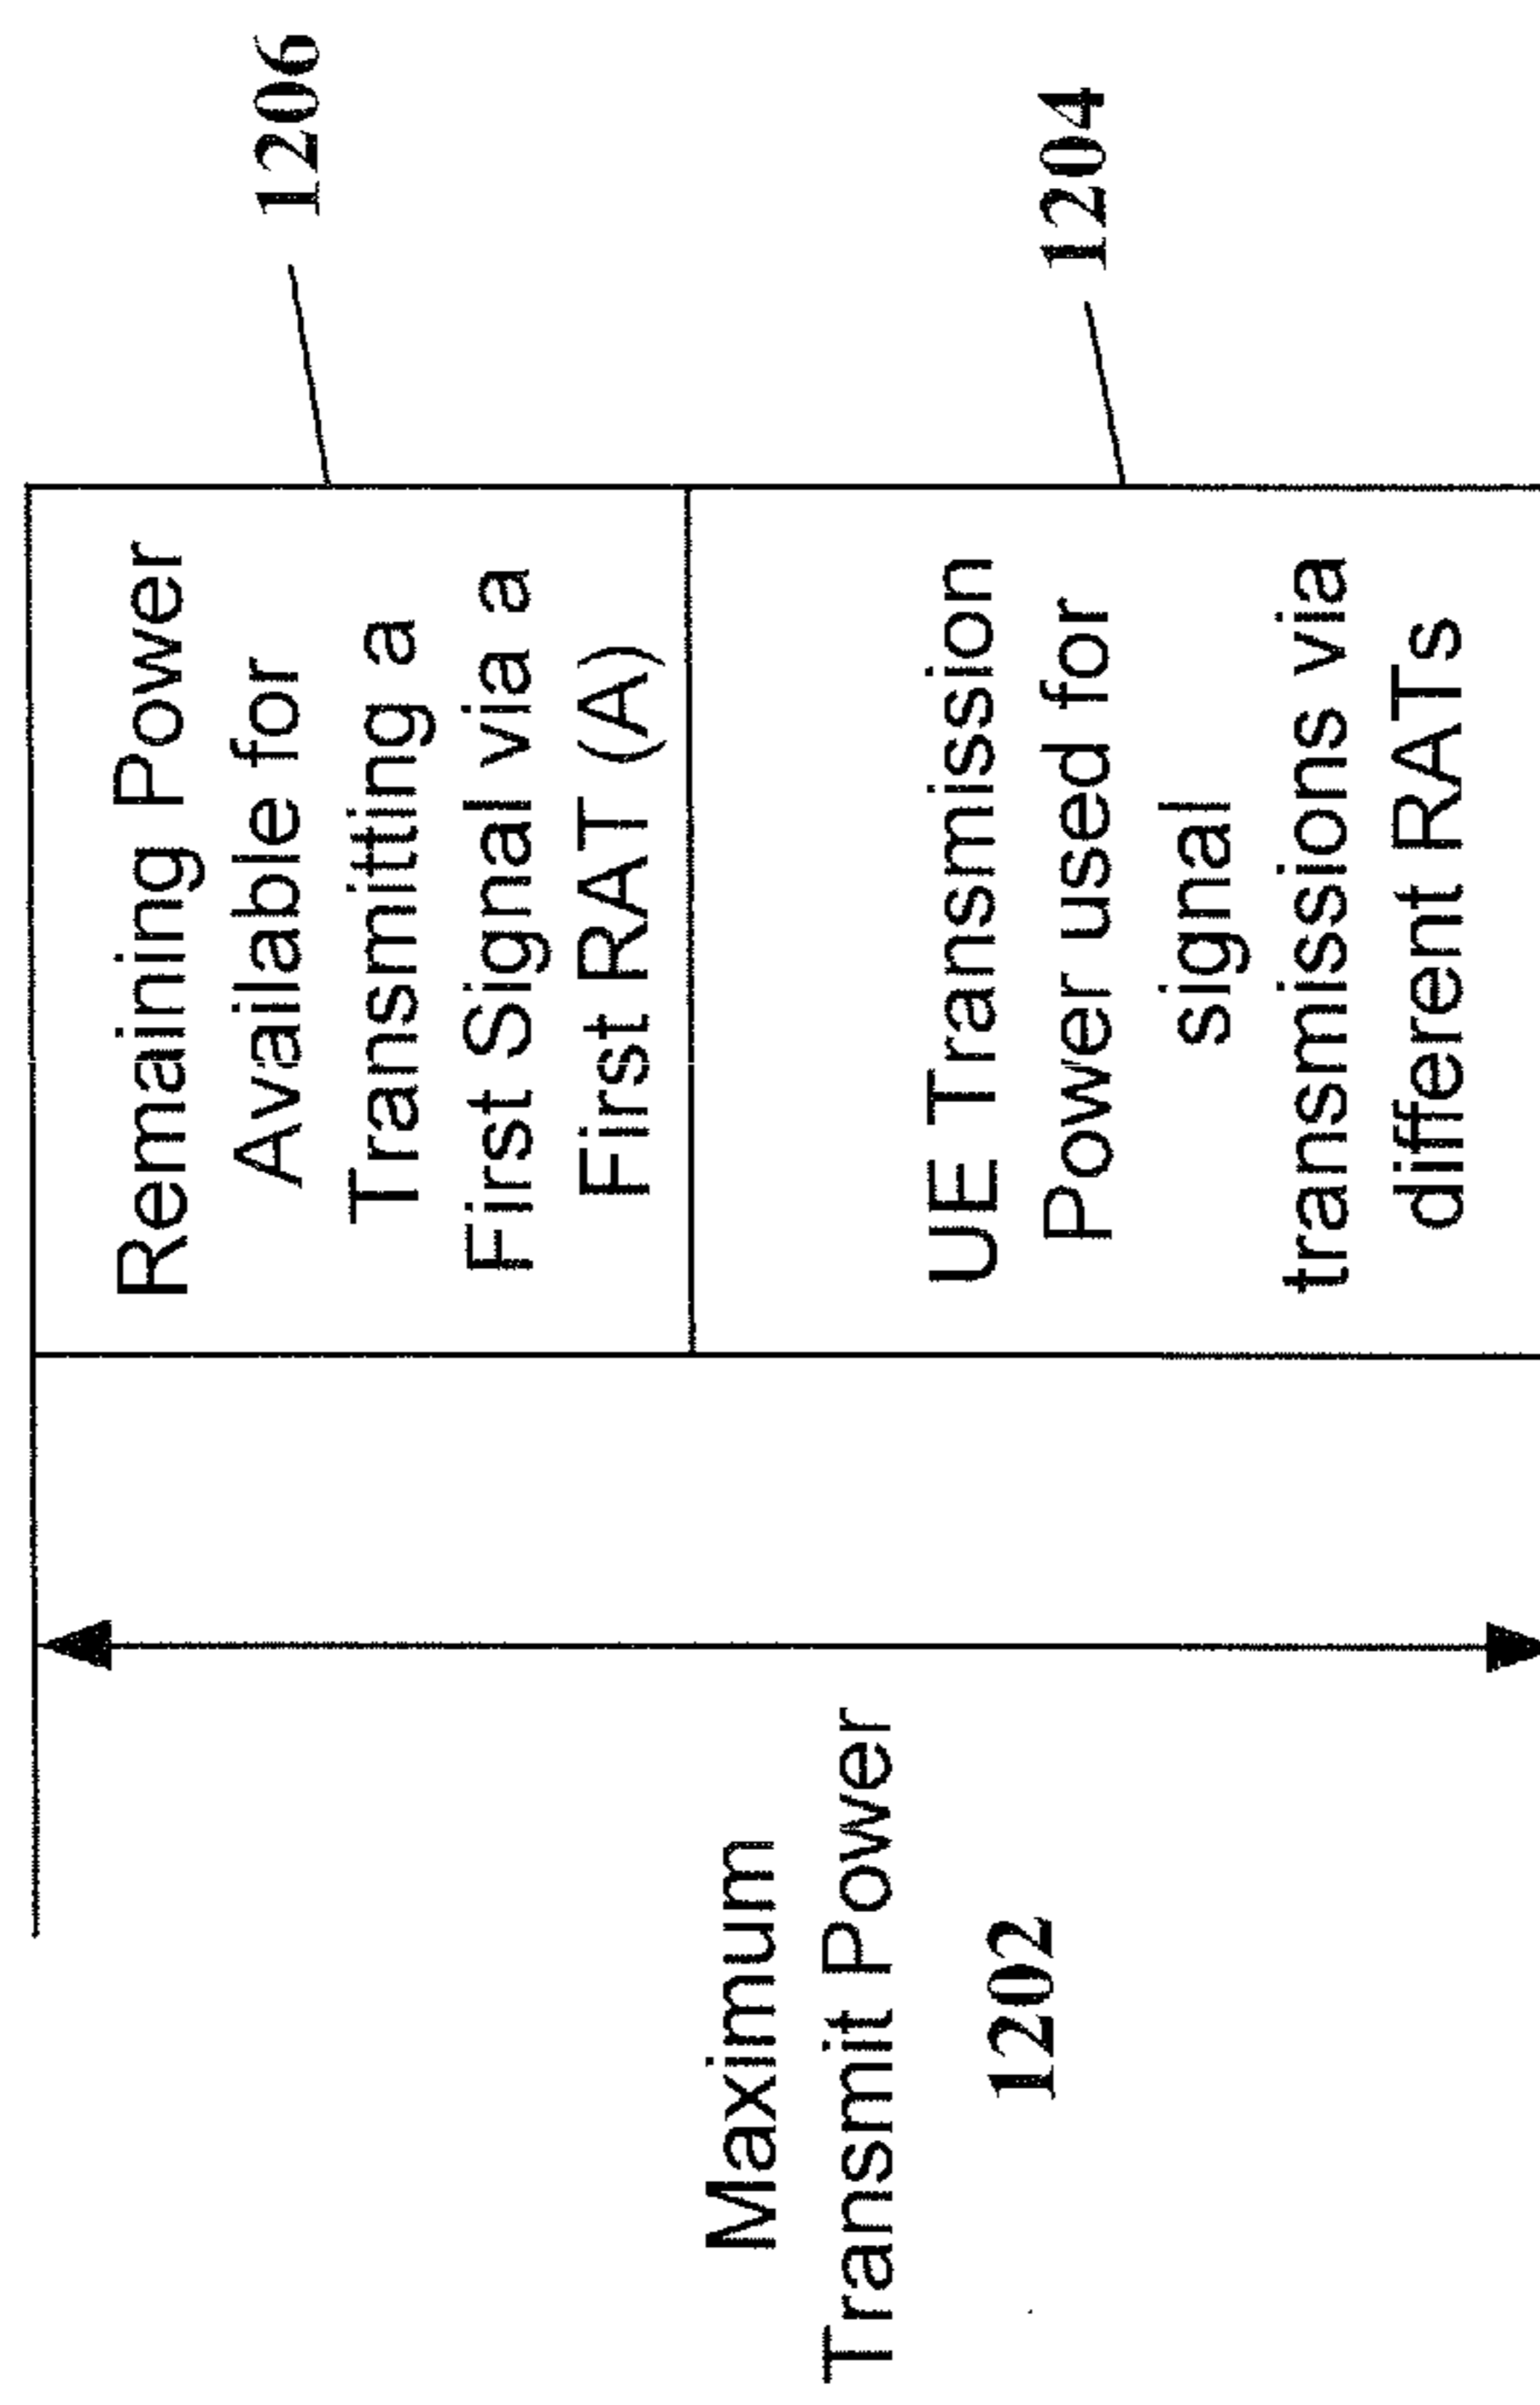 Remaining Power
Available for
Transmitting a
First Signal via a
First RAT (A)
1206
UE Transmission
Power used for
signal
transmissions via
different RATs
1204
Maximum
Transmit Power
1202